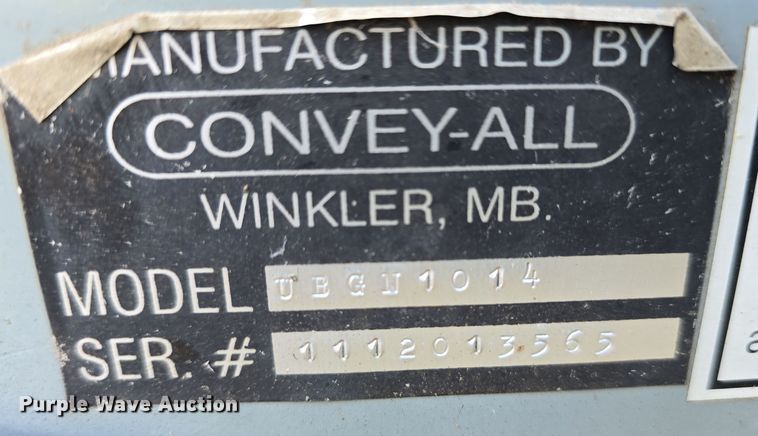 MANUFACTURED BY
CONVEY-ALL
WINKLER, MB.
MODEL UBGN1014
SER. # 1112013565
Purple Wave Auction